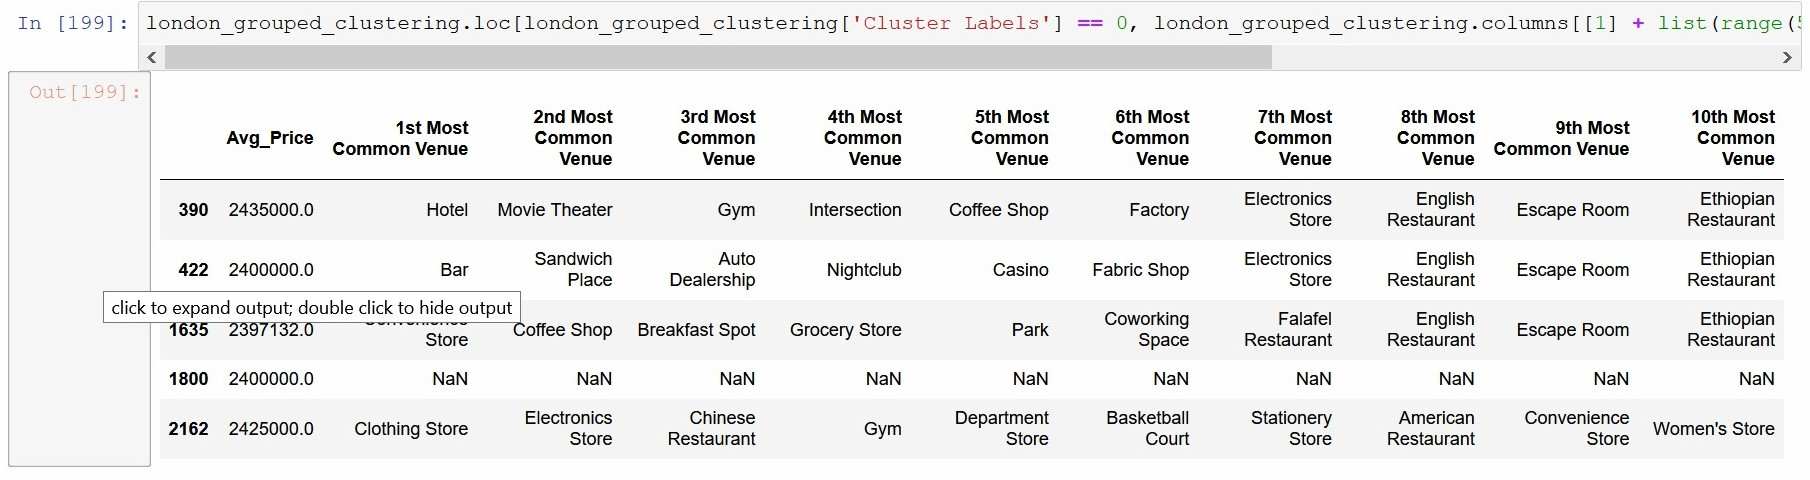 In [199]: london_grouped_clustering.loc[london_grouped_clustering['Cluster Labels'] == 0, london_grouped_clustering.columns[[1] + list(range(5
Out[199]:
Avg_Price 1st Most Common Venue 2nd Most Common Venue 3rd Most Common Venue 4th Most Common Venue 5th Most Common Venue 6th Most Common Venue 7th Most Common Venue 8th Most Common Venue 9th Most Common Venue 10th Most Common Venue
390 2435000.0 Hotel Movie Theater Gym Intersection Coffee Shop Factory Electronics Store English Restaurant Escape Room Ethiopian Restaurant
422 2400000.0 Bar Sandwich Place Auto Dealership Nightclub Casino Fabric Shop Electronics Store English Restaurant Escape Room Ethiopian Restaurant
click to expand output; double click to hide output
1635 2397132.0 Convenience Store Coffee Shop Breakfast Spot Grocery Store Park Coworking Space Falafel Restaurant English Restaurant Escape Room Ethiopian Restaurant
1800 2400000.0 NaN NaN NaN NaN NaN NaN NaN NaN NaN NaN
2162 2425000.0 Clothing Store Electronics Store Chinese Restaurant Gym Department Store Basketball Court Stationery Store American Restaurant Convenience Store Women's Store